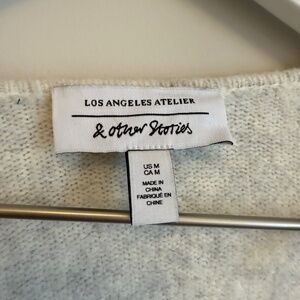 LOS ANGELES ATELIER
& other Stories
US M
CA M
MADE IN
CHINA
FABRIQUÉ EN
CHINE